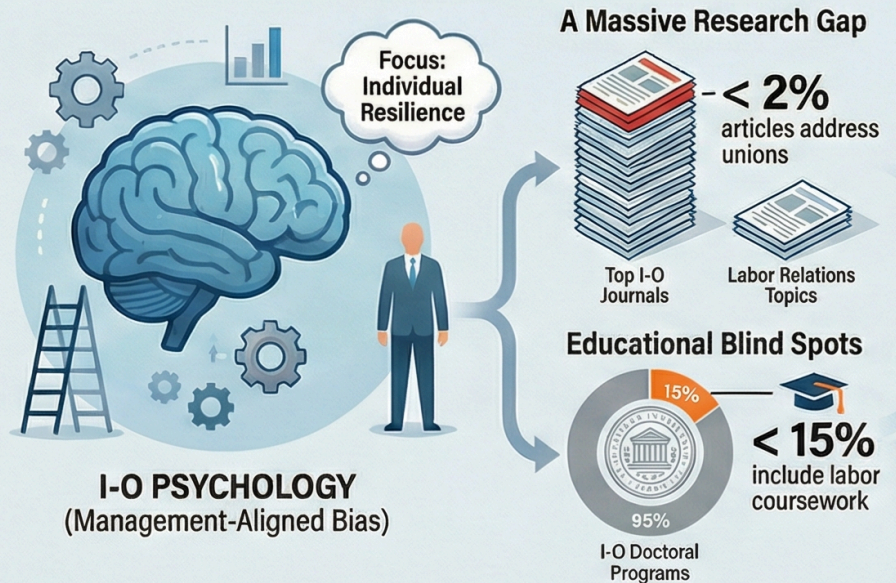 Focus:
Individual
Resilience
I-O PSYCHOLOGY
(Management-Aligned Bias)
A Massive Research Gap
< 2%
articles address
unions
Top I-O
Journals
Labor Relations
Topics
Educational Blind Spots
15%
95%
< 15%
include labor
coursework
I-O Doctoral
Programs